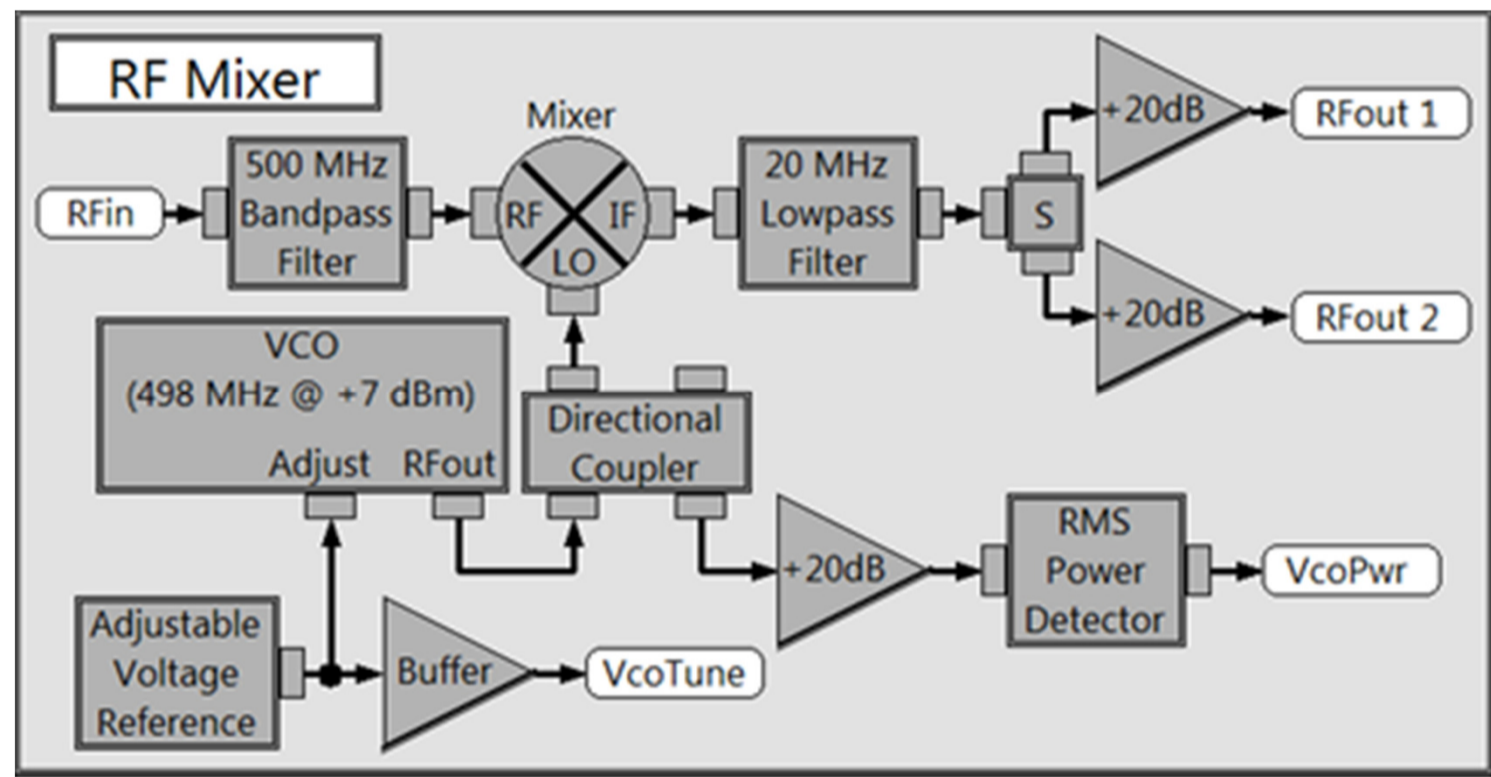 RF Mixer
Mixer
RFin
500 MHz
Bandpass
Filter
RF
IF
LO
20 MHz
Lowpass
Filter
S
+20dB
RFout 1
+20dB
RFout 2
VCO
(498 MHz @ +7 dBm)
Adjust
RFout
Directional
Coupler
+20dB
RMS
Power
Detector
VcoPwr
Adjustable
Voltage
Reference
Buffer
VcoTune